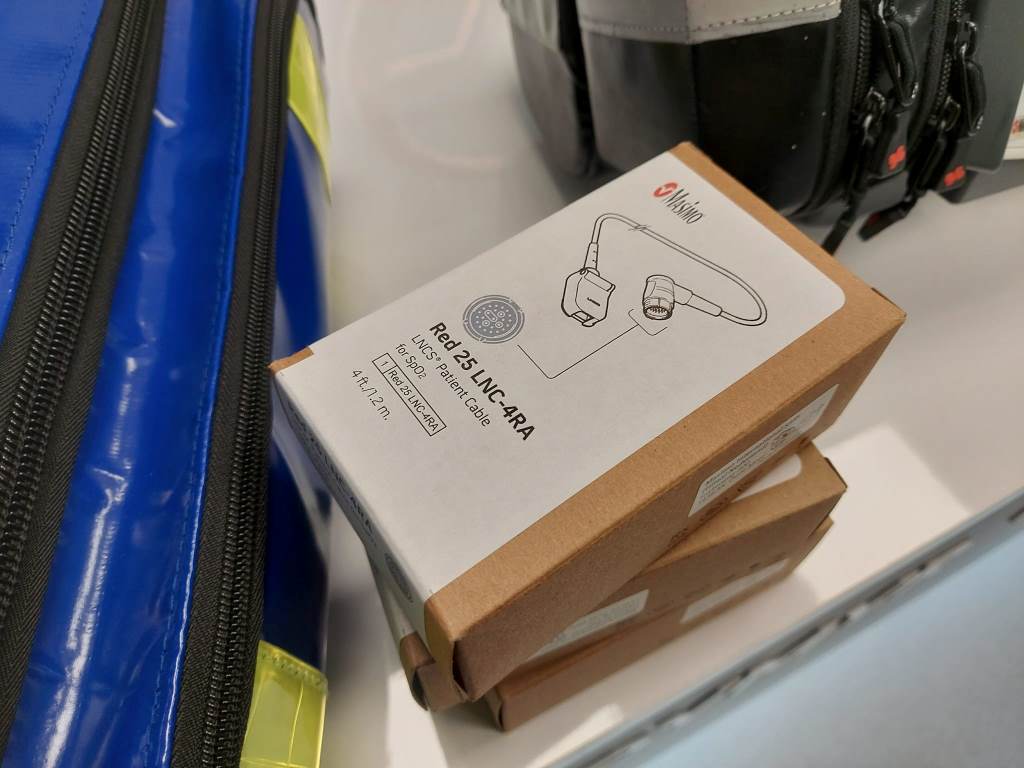 Masimo
Red 25 LNC-4RA
LNCS® Patient Cable
for SpO2
1 Red 25 LNC-4RA
4 ft./1.2 m.